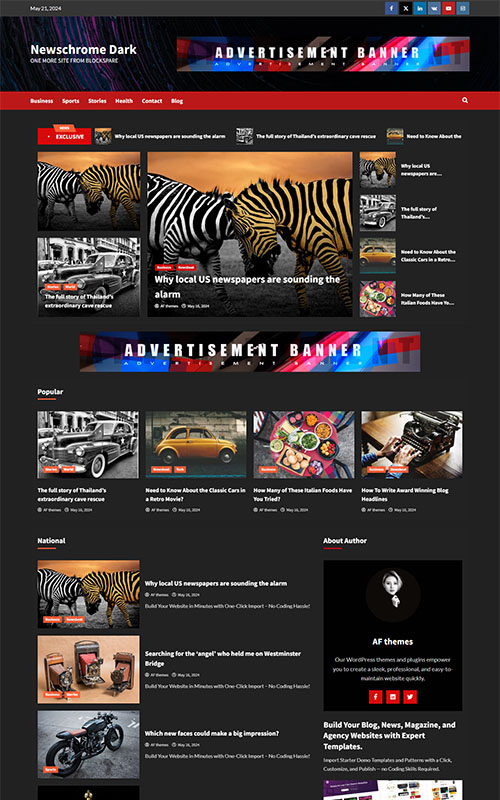 May 21, 2024
Newschrome Dark
ONE MORE SITE FROM BLOCKSPARE
ADVERTISEMENT BANNER
ADVERTISEMENT BANNER
Business Sports Stories Health Contact Blog
NEWS
EXCLUSIVE
Why local US newspapers are sounding the alarm
The full story of Thailand's extraordinary cave rescue
Need to Know About the
Business Newsbeat
Why local US newspapers are sounding the
alarm
AF themes May 16, 2024
Stories World
The full story of Thailand's
extraordinary cave rescue
Why local US
newspapers are…
The full story of
Thailand's…
Need to Know About the
Classic Cars in a Retro…
How Many of These
Italian Foods Have Yo…
ADVERTISEMENT BANNER
ADVERTISEMENT BANNER
Popular
Stories World
The full story of Thailand's
extraordinary cave rescue
AF themes May 16, 2024
Newsbeat Tech
Need to Know About the Classic Cars in
a Retro Movie?
AF themes May 16, 2024
Business
How Many of These Italian Foods Have
You Tried?
AF themes May 16, 2024
Business Newsbeat
How To Write Award Winning Blog
Headlines
AF themes May 16, 2024
National
Business Newsbeat
Why local US newspapers are sounding the alarm
AF themes May 16, 2024
Build Your Website in Minutes with One-Click Import – No Coding Hassle!
Business Stories
Searching for the 'angel' who held me on Westminster
Bridge
AF themes May 16, 2024
Build Your Website in Minutes with One-Click Import – No Coding Hassle!
Sports
Which new faces could make a big impression?
AF themes May 16, 2024
Build Your Website in Minutes with One-Click Import – No Coding Hassle!
About Author
AF themes
Our WordPress themes and plugins empower
you to create a sleek, professional, and easy-to-
maintain website quickly.
Build Your Blog, News, Magazine, and
Agency Websites with Expert
Templates.
Import Starter Demo Templates and Patterns with a Click,
Customize, and Publish — no Coding Skills Required.